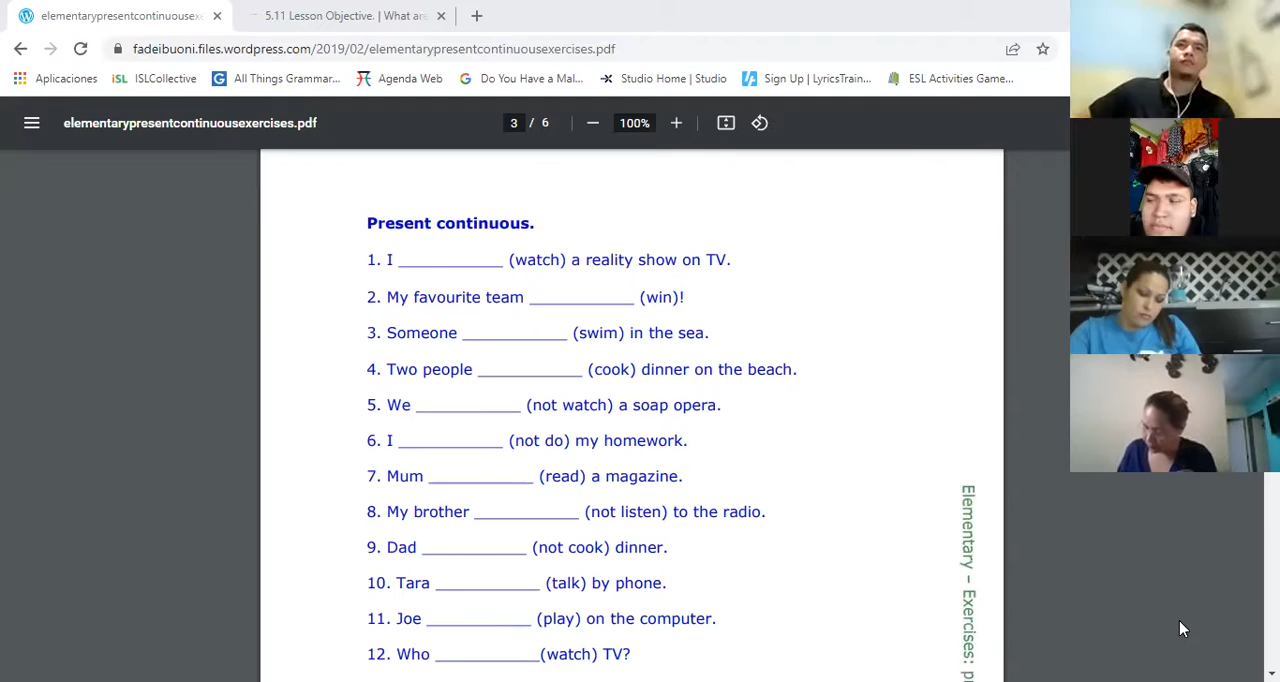 elementarypresentcontinuousexe
5.11 Lesson Objective. | What are
fadeibuoni.files.wordpress.com/2019/02/elementarypresentcontinuousexercises.pdf
Aplicaciones iSL ISLCollective G All Things Grammar... Agenda Web G Do You Have a Mal... Studio Home | Studio Sign Up | LyricsTrain... ESL Activities Game...
elementarypresentcontinuousexercises.pdf 3 / 6 100%
Present continuous.
1. I ____________ (watch) a reality show on TV.
2. My favourite team ____________ (win)!
3. Someone ____________ (swim) in the sea.
4. Two people ____________ (cook) dinner on the beach.
5. We ____________ (not watch) a soap opera.
6. I ____________ (not do) my homework.
7. Mum ____________ (read) a magazine.
8. My brother ____________ (not listen) to the radio.
9. Dad ____________ (not cook) dinner.
10. Tara ____________ (talk) by phone.
11. Joe ____________ (play) on the computer.
12. Who ____________(watch) TV?
Elementary – Exercises: